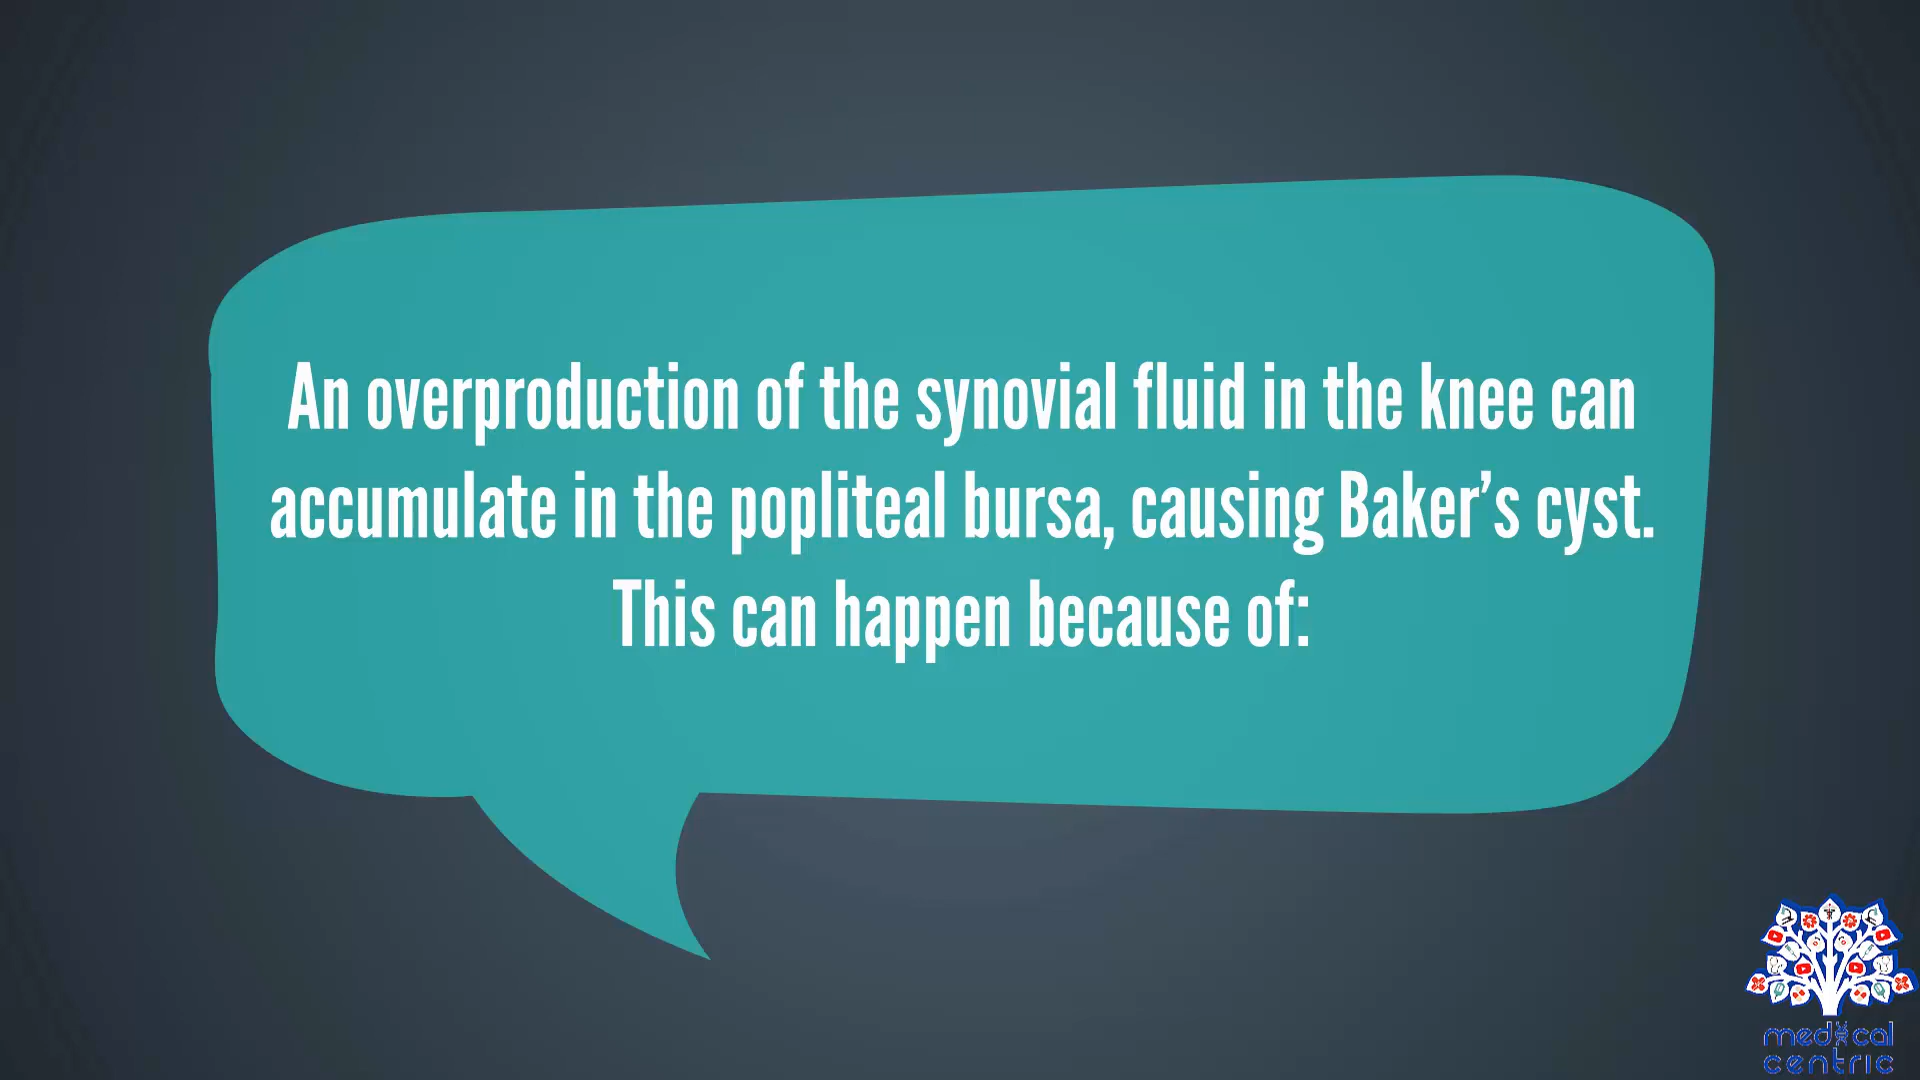 An overproduction of the synovial fluid in the knee can
accumulate in the popliteal bursa, causing Baker’s cyst.
This can happen because of:
medical
centric